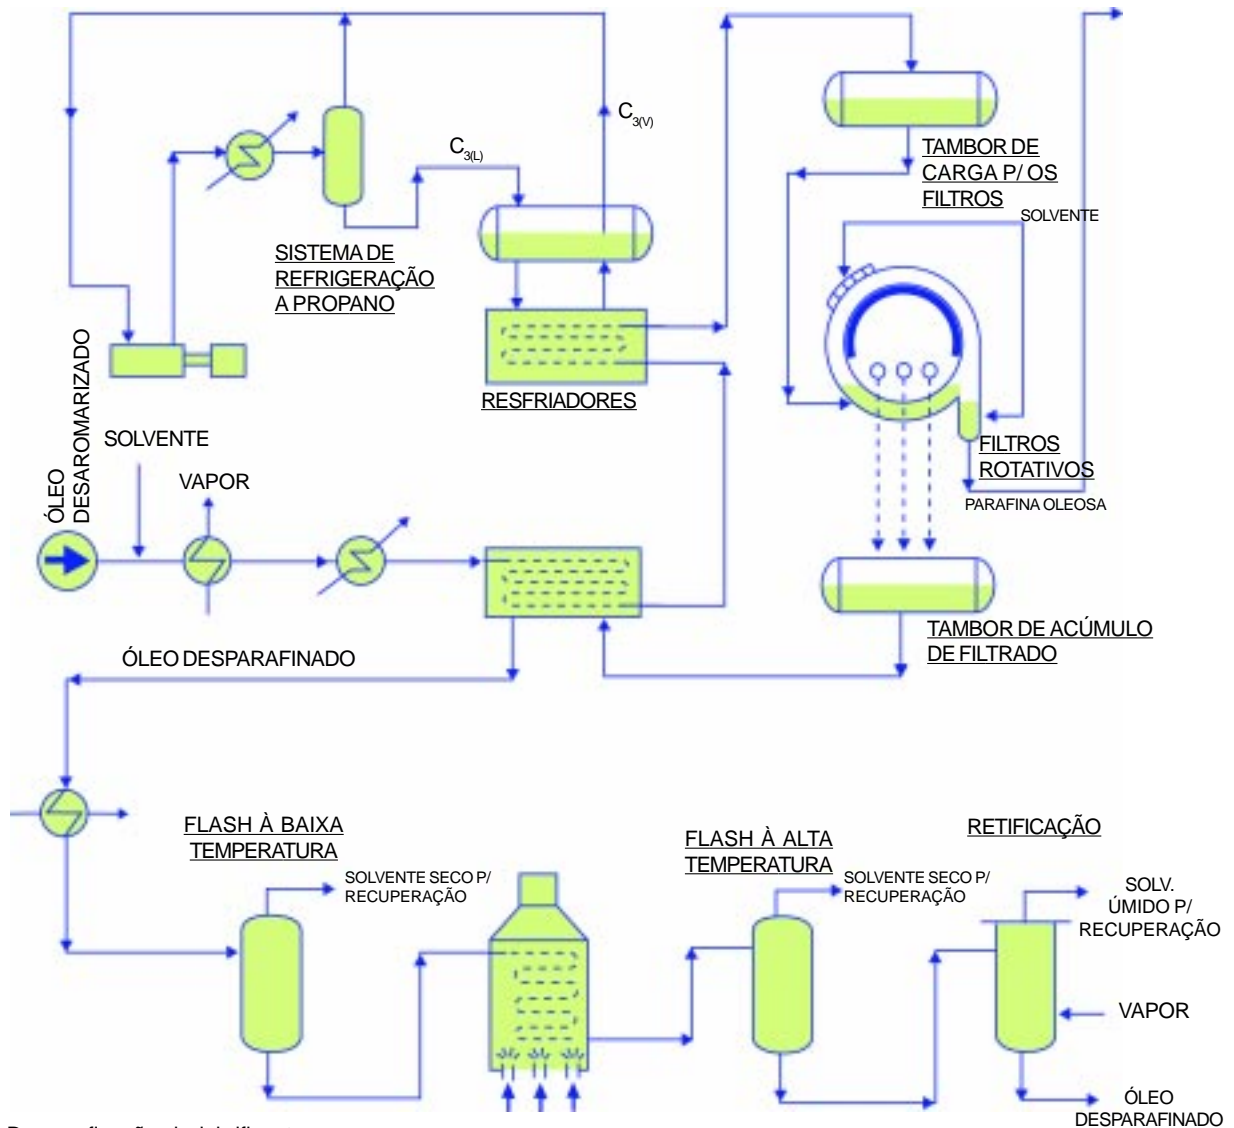 C3(V)
C3(L)
TAMBOR DE
CARGA P/ OS
FILTROS
SOLVENTE
SISTEMA DE
REFRIGERAÇÃO
A PROPANO
RESFRIADORES
ÓLEO
DESAROMARIZADO
SOLVENTE
VAPOR
FILTROS
ROTATIVOS
PARAFINA OLEOSA
TAMBOR DE ACÚMULO
DE FILTRADO
ÓLEO DESPARAFINADO
FLASH À BAIXA
TEMPERATURA
SOLVENTE SECO P/
RECUPERAÇÃO
FLASH À ALTA
TEMPERATURA
SOLVENTE SECO P/
RECUPERAÇÃO
RETIFICAÇÃO
SOLV.
ÚMIDO P/
RECUPERAÇÃO
VAPOR
ÓLEO
DESPARAFINADO